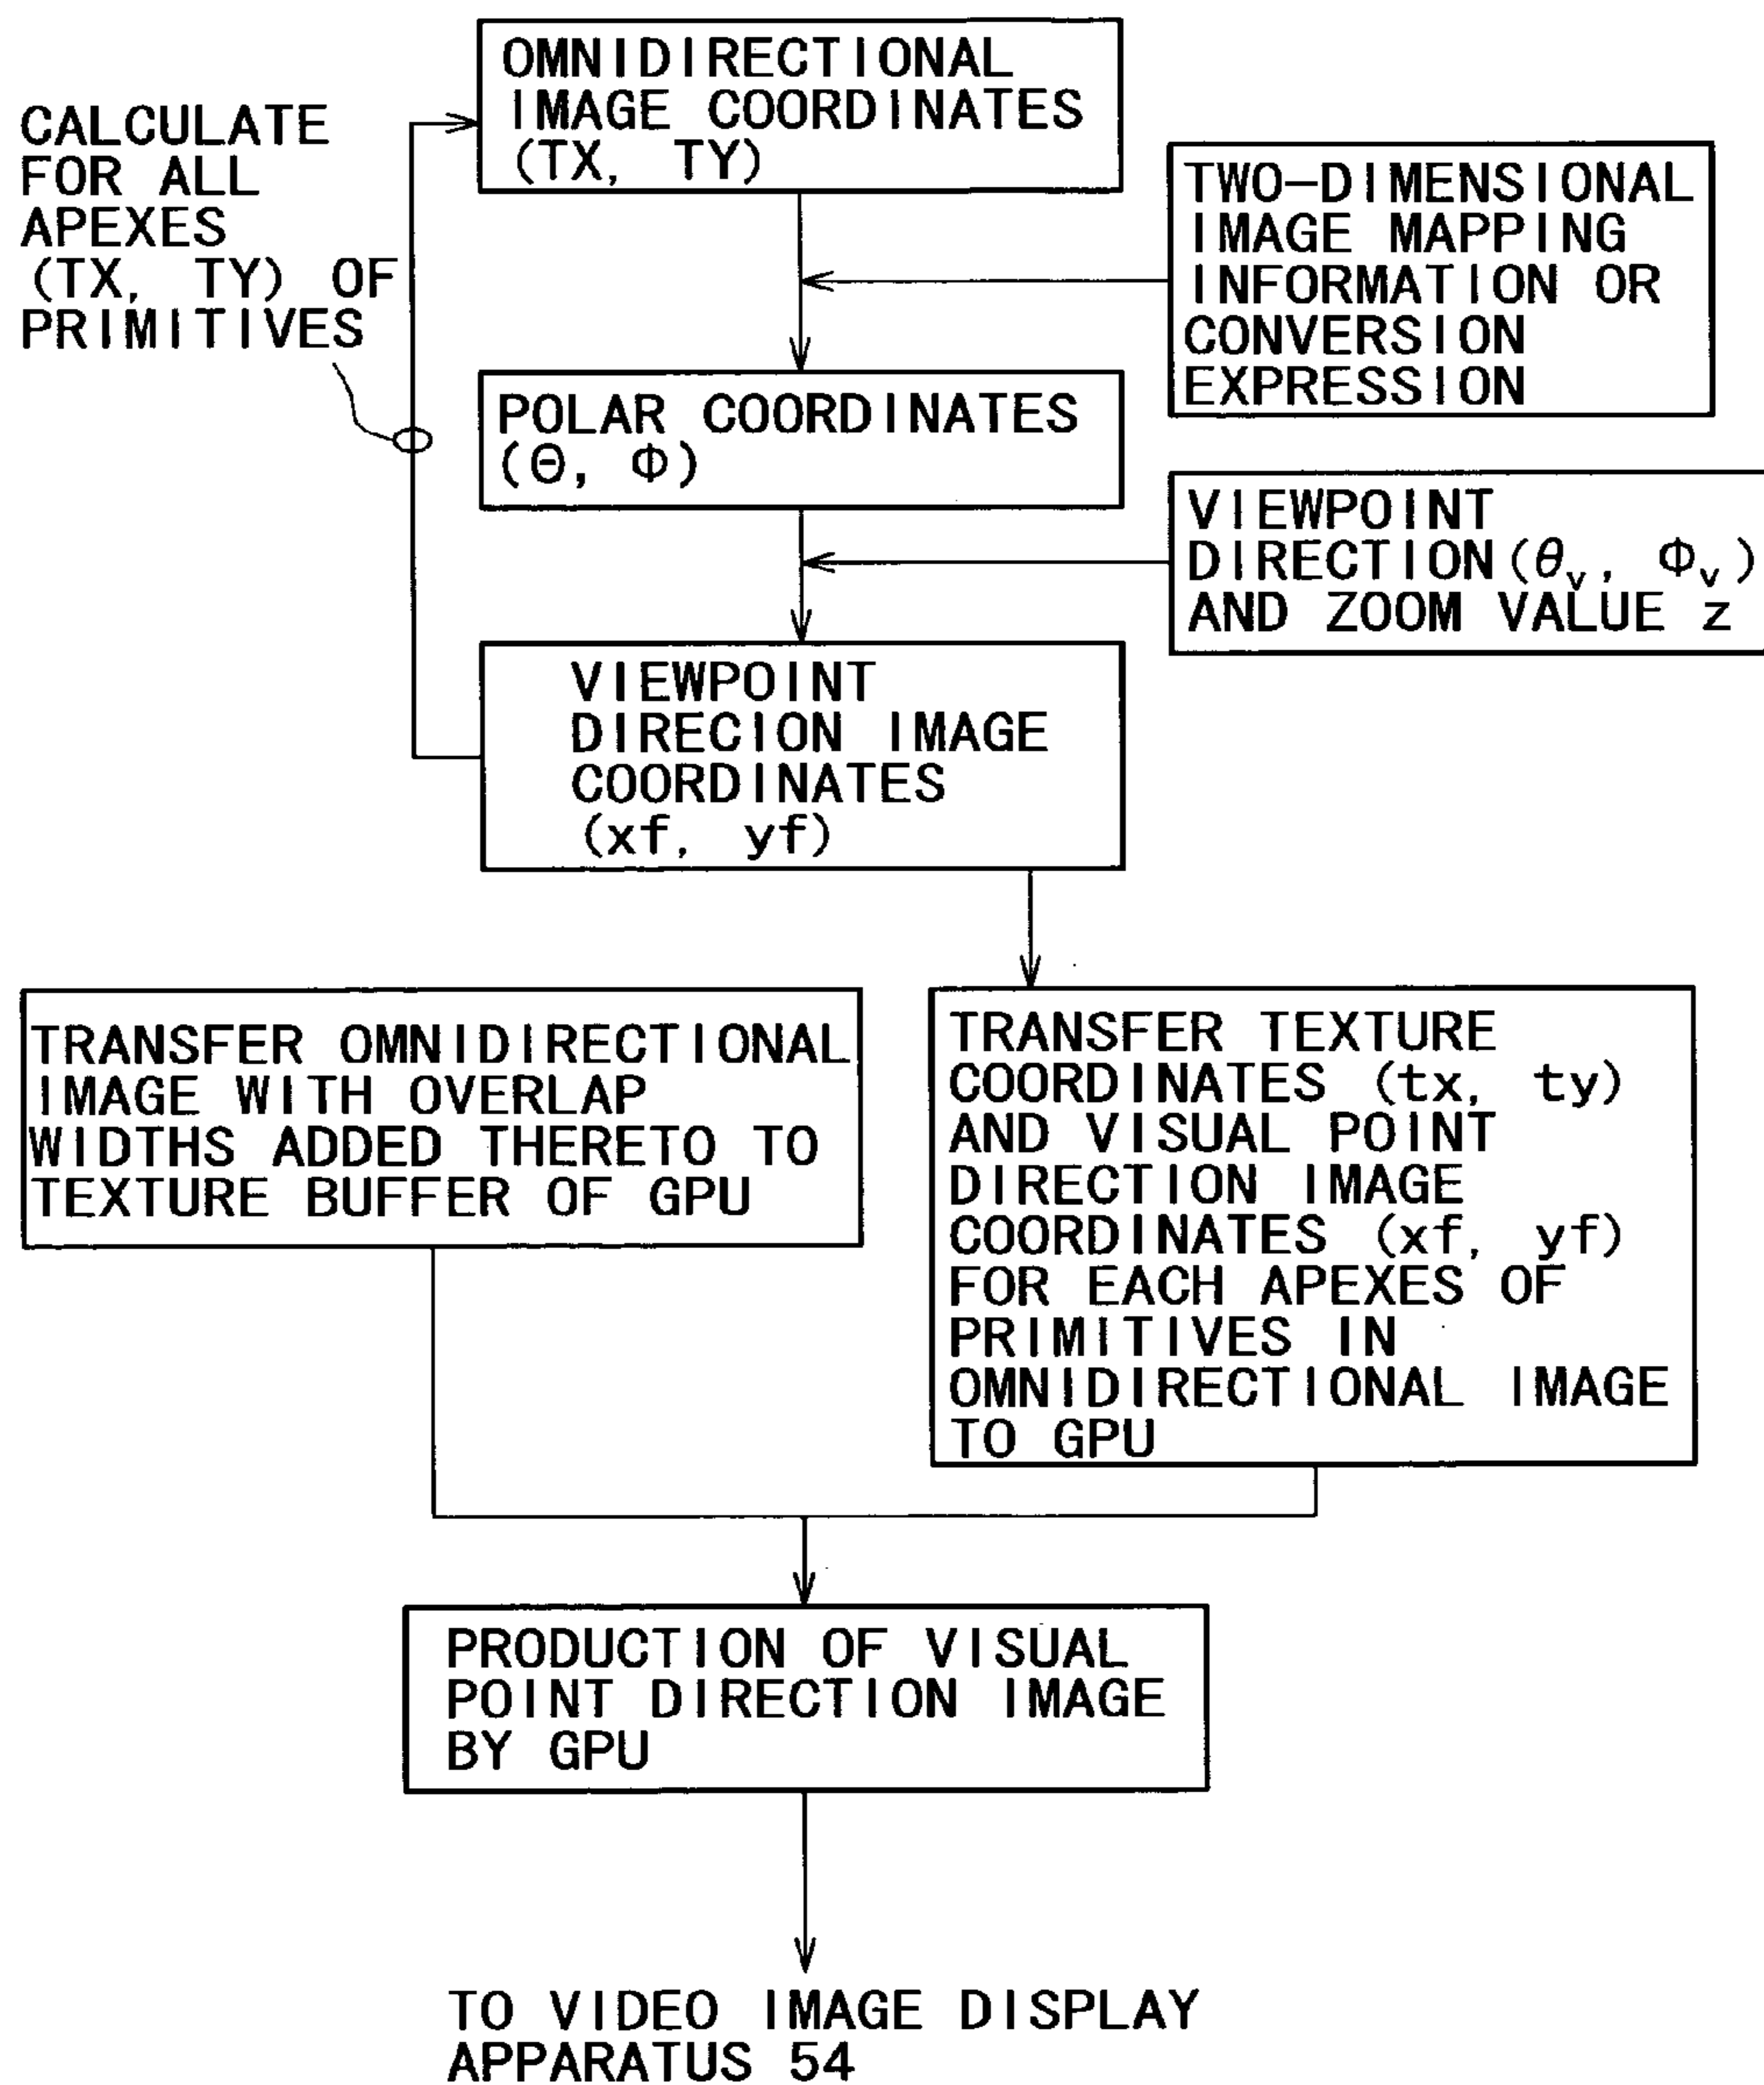 OMNIDIRECTIONAL
IMAGE COORDINATES
(TX, TY)
CALCULATE
FOR ALL
APEXES
(TX, TY) OF
PRIMITIVES
TWO-DIMENSIONAL
IMAGE MAPPING
INFORMATION OR
CONVERSION
EXPRESSION
POLAR COORDINATES
(Θ, Φ)
VIEWPOINT
DIRECTION(θv, Φv)
AND ZOOM VALUE z
VIEWPOINT
DIRECION IMAGE
COORDINATES
(xf, yf)
TRANSFER OMNIDIRECTIONAL
IMAGE WITH OVERLAP
WIDTHS ADDED THERETO TO
TEXTURE BUFFER OF GPU
TRANSFER TEXTURE
COORDINATES (tx, ty)
AND VISUAL POINT
DIRECTION IMAGE
COORDINATES (xf, yf)
FOR EACH APEXES OF
PRIMITIVES IN
OMNIDIRECTIONAL IMAGE
TO GPU
PRODUCTION OF VISUAL
POINT DIRECTION IMAGE
BY GPU
TO VIDEO IMAGE DISPLAY
APPARATUS 54